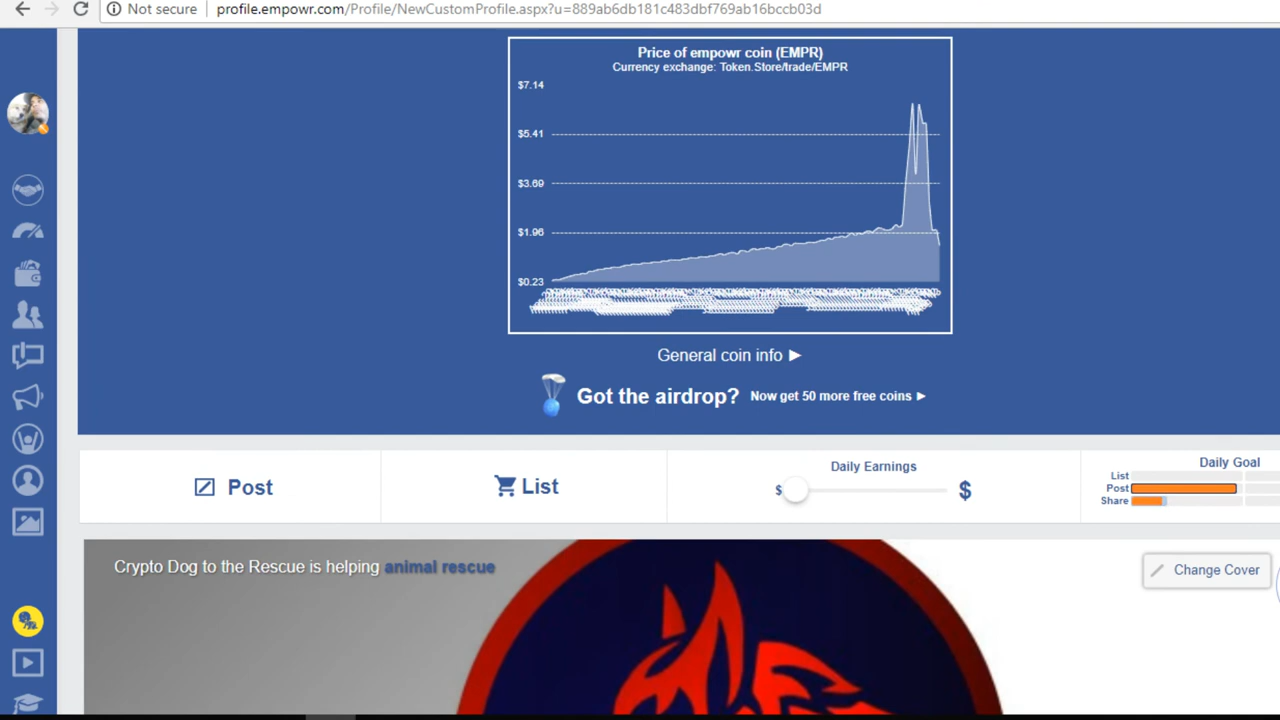 Not secure
profile.empowr.com/Profile/NewCustomProfile.aspx?u=889ab6db181c483dbf769ab16bccb03d
Price of empowr coin (EMPR)
Currency exchange: Token.Store/trade/EMPR
$7.14
$5.41
$3.69
$1.96
$0.23
General coin info ►
Got the airdrop? Now get 50 more free coins ►
Post
List
Daily Earnings
$ $
Daily Goal
List
Post
Share
Crypto Dog to the Rescue is helping animal rescue
Change Cover